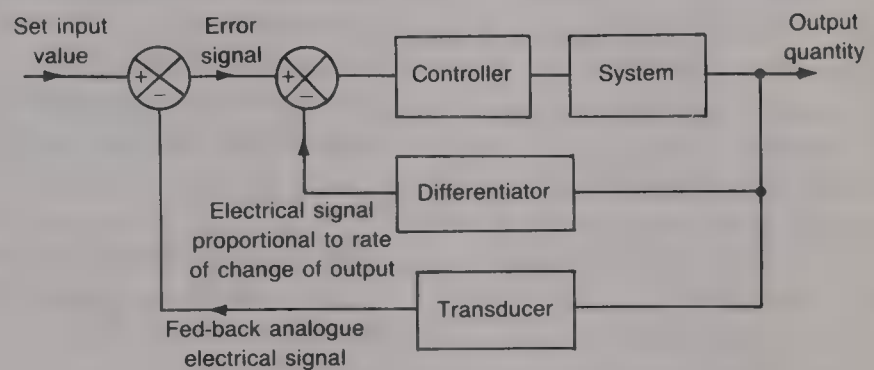 Set input
value
Error
signal
Output
quantity
+
−
+
−
Controller
System
Differentiator
Electrical signal
proportional to rate
of change of output
Transducer
Fed-back analogue
electrical signal